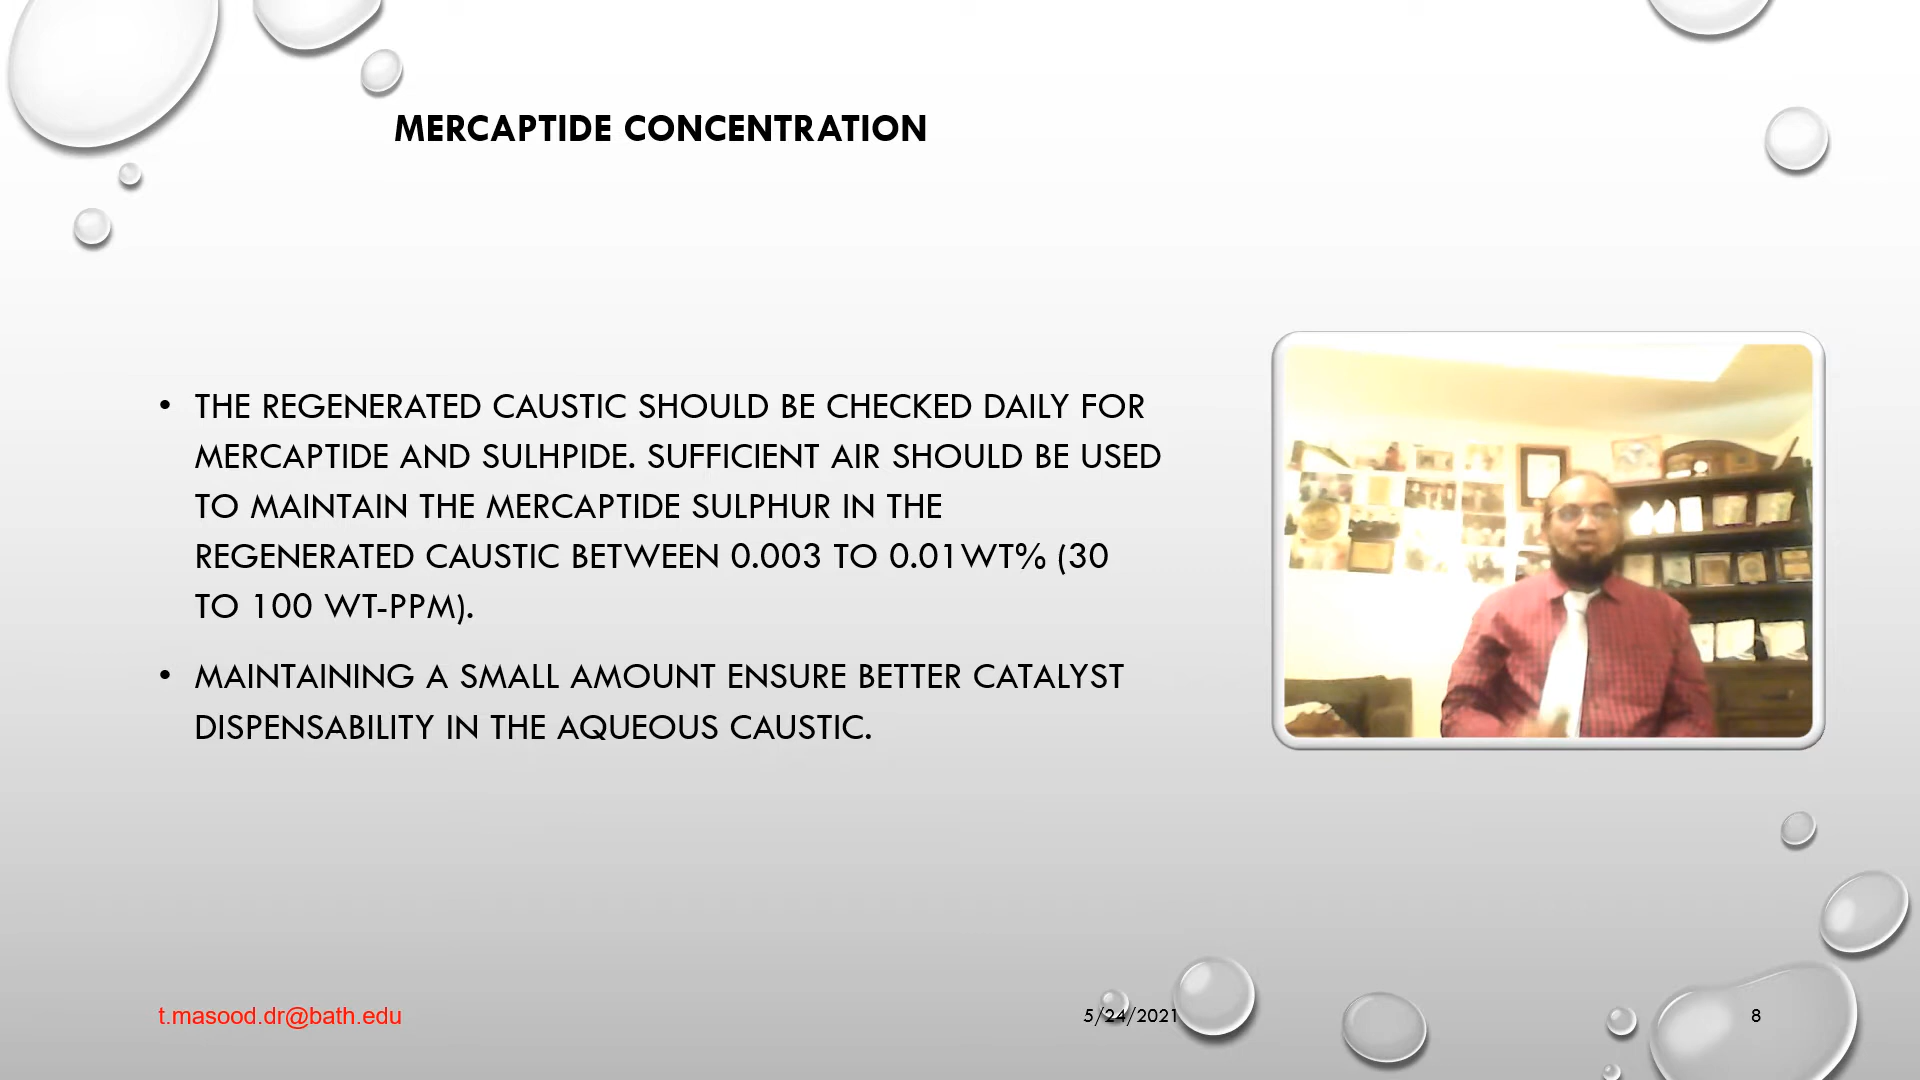 MERCAPTIDE CONCENTRATION
• THE REGENERATED CAUSTIC SHOULD BE CHECKED DAILY FOR
MERCAPTIDE AND SULHPIDE. SUFFICIENT AIR SHOULD BE USED
TO MAINTAIN THE MERCAPTIDE SULPHUR IN THE
REGENERATED CAUSTIC BETWEEN 0.003 TO 0.01WT% (30
TO 100 WT-PPM).
• MAINTAINING A SMALL AMOUNT ENSURE BETTER CATALYST
DISPENSABILITY IN THE AQUEOUS CAUSTIC.
t.masood.dr@bath.edu
5/24/2021
8